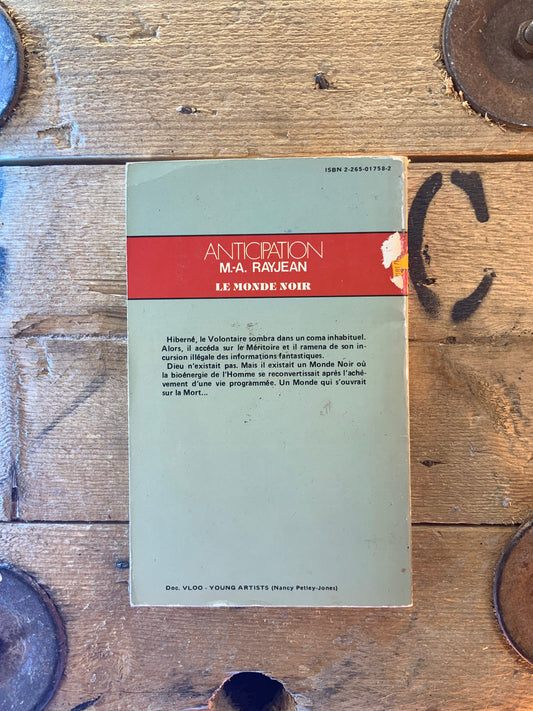 ISBN 2-265-01758-2
ANTICIPATION
M.-A. RAYJEAN
LE MONDE NOIR
Hiberné, le Volontaire sombra dans un coma inhabituel.
Alors, il accéda sur le Méritoire et il ramena de son in-
cursion illégale des informations fantastiques.
Dieu n'existait pas. Mais il existait un Monde Noir où
la bioénergie de l'Homme se reconvertissait après l'achè-
vement d'une vie programmée. Un Monde qui s'ouvrait
sur la Mort...
Doc. VLOO - YOUNG ARTISTS (Nancy Petley-Jones)
C